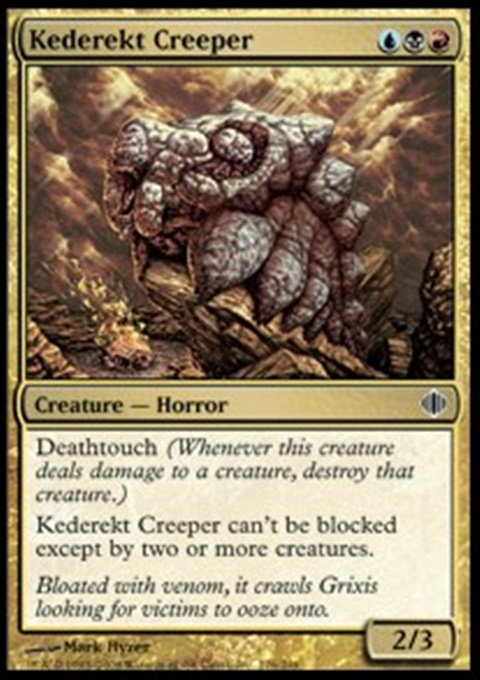 Kederekt Creeper
Creature — Horror
Deathtouch (Whenever this creature
deals damage to a creature, destroy that
creature.)
Kederekt Creeper can't be blocked
except by two or more creatures.
Bloated with venom, it crawls Grixis
looking for victims to ooze onto.
Mark Hyzer
2/3